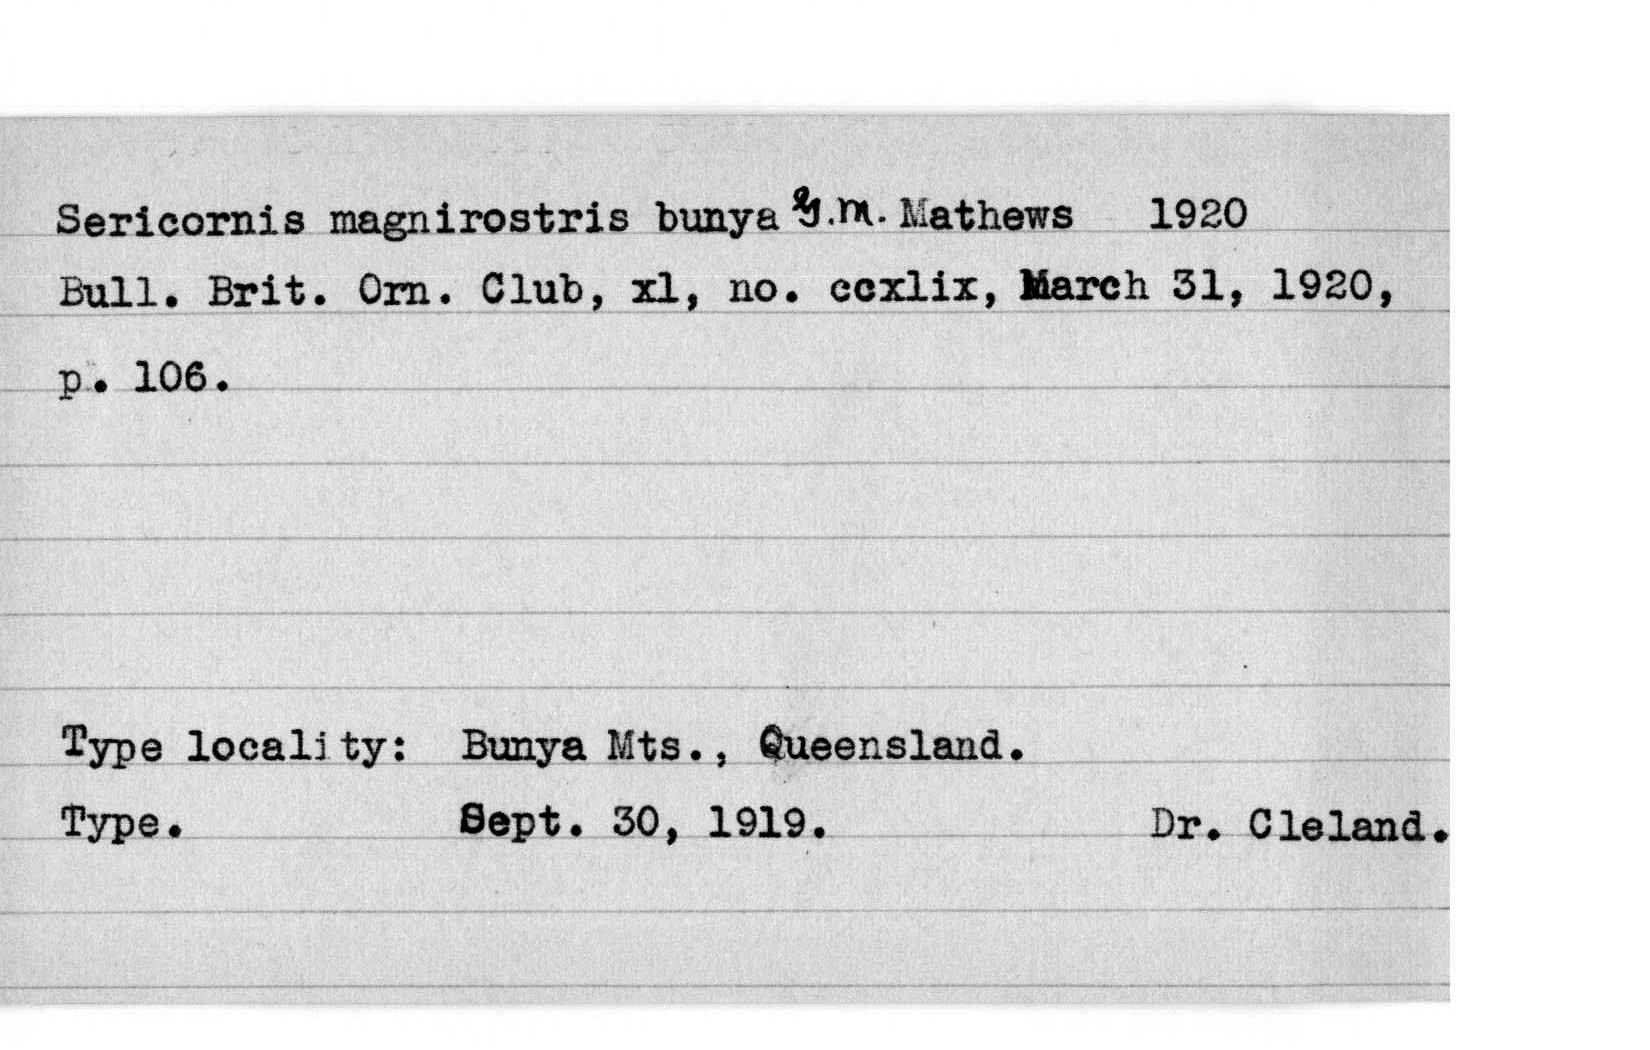 Sericornis magnirostris bunya G.M. Mathews 1920
Bull. Brit. Orn. Club, xl, no. ccxlix, March 31, 1920,
p. 106.
Type locality: Bunya Mts., Queensland.
Type. Sept. 30, 1919. Dr. Cleland.